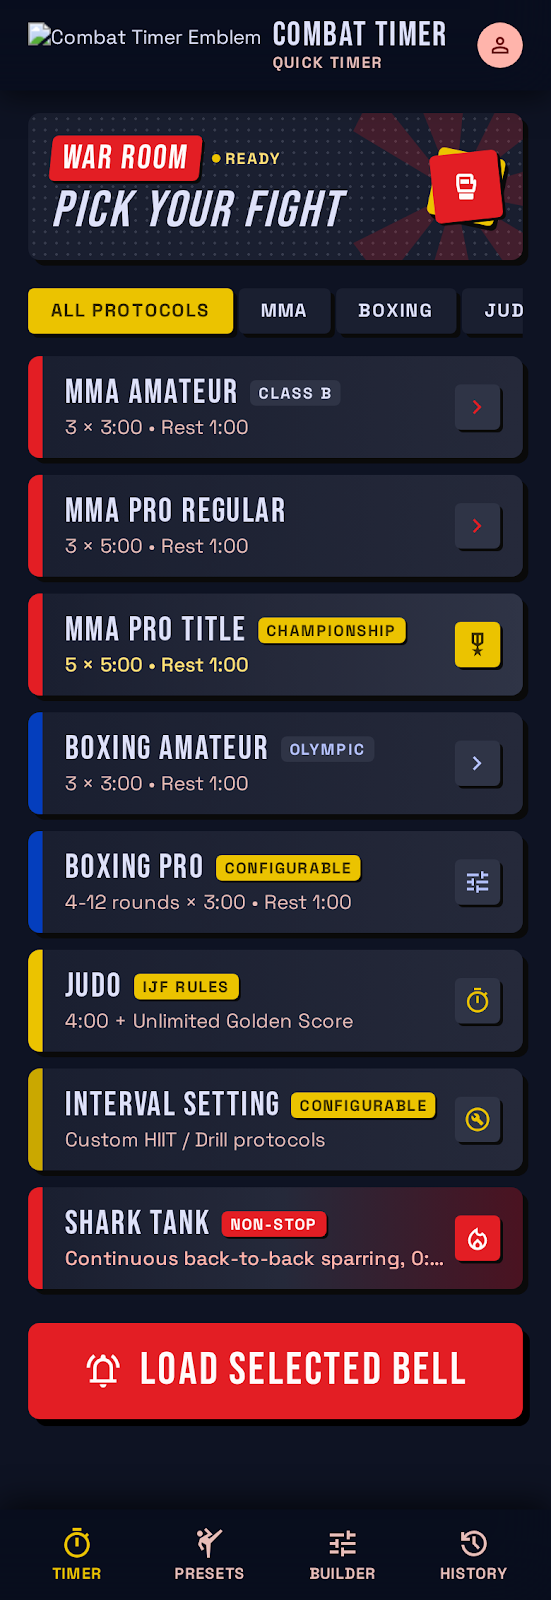 Combat Timer Emblem
COMBAT TIMER
QUICK TIMER
WAR ROOM
READY
PICK YOUR FIGHT
ALL PROTOCOLS
MMA
BOXING
JUD
MMA AMATEUR CLASS B
3 × 3:00 • Rest 1:00
MMA PRO REGULAR
3 × 5:00 • Rest 1:00
MMA PRO TITLE CHAMPIONSHIP
5 × 5:00 • Rest 1:00
BOXING AMATEUR OLYMPIC
3 × 3:00 • Rest 1:00
BOXING PRO CONFIGURABLE
4-12 rounds × 3:00 • Rest 1:00
JUDO IJF RULES
4:00 + Unlimited Golden Score
INTERVAL SETTING CONFIGURABLE
Custom HIIT / Drill protocols
SHARK TANK NON-STOP
Continuous back-to-back sparring, 0:...
LOAD SELECTED BELL
TIMER
PRESETS
BUILDER
HISTORY